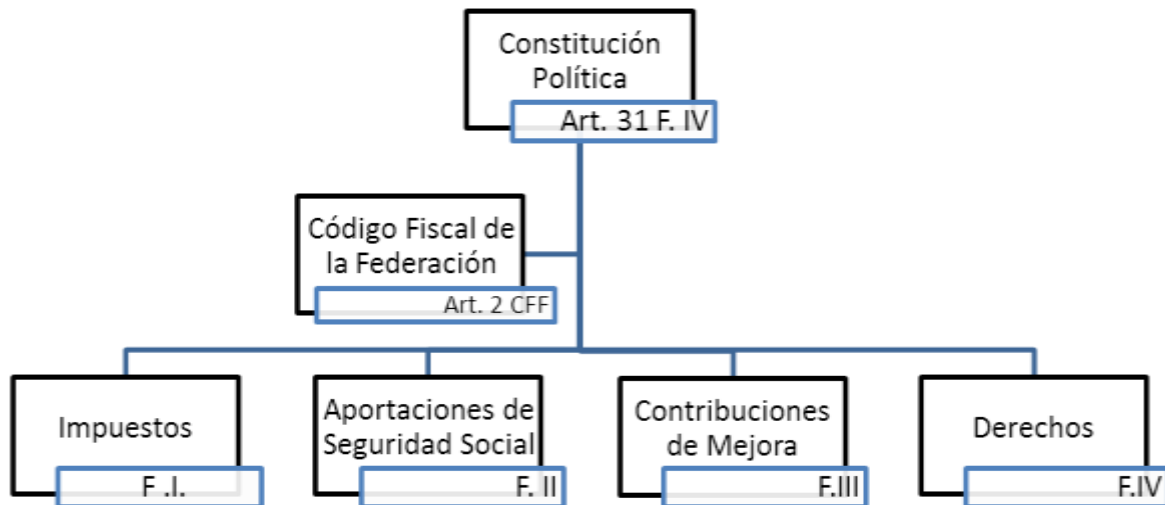 Constitución
Política
Art. 31 F. IV
Código Fiscal de
la Federación
Art. 2 CFF
Impuestos
F .I.
Aportaciones de
Seguridad Social
F. II
Contribuciones
de Mejora
F.III
Derechos
F.IV